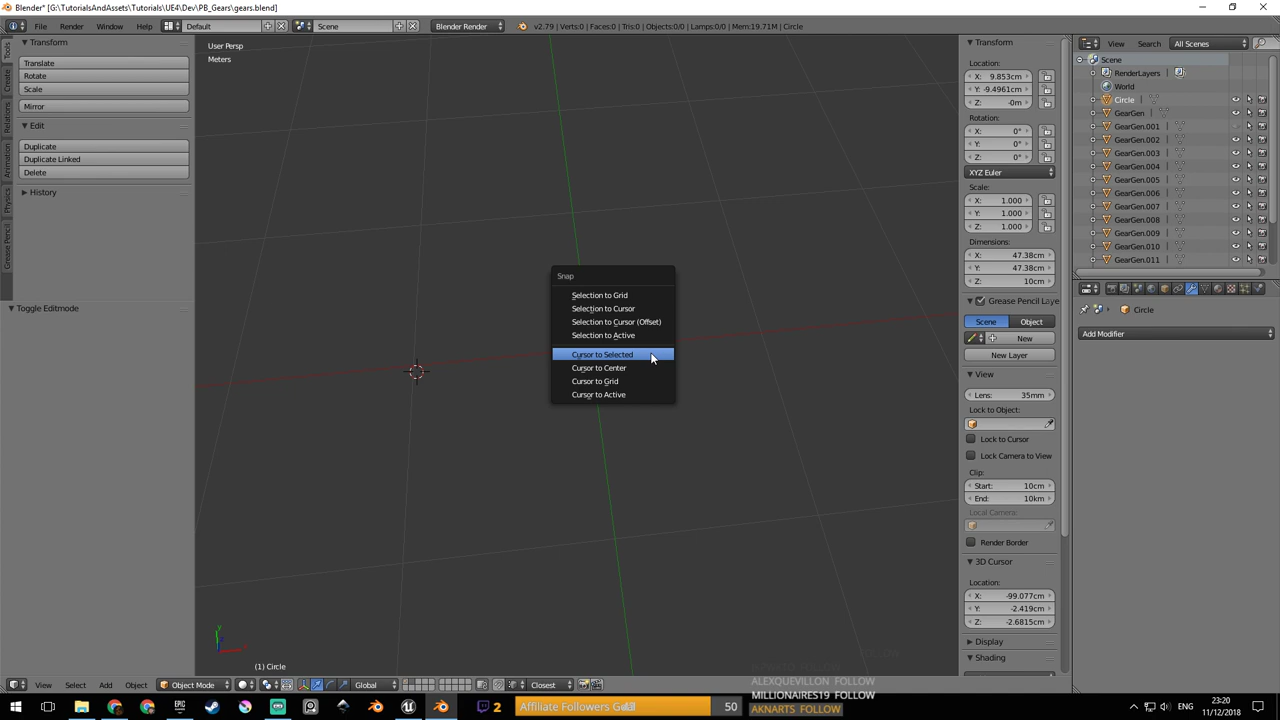 Blender* [G:\TutorialsAndAssets\Tutorials\UE4\Dev\PB_Gears\gears.blend]
File
Render
Window
Help
Default
Scene
Blender Render
v2.79 | Verts:0 | Faces:0 | Tris:0 | Objects:0/0 | Lamps:0/0 | Mem:19.71M | Circle
Tools
Create
Relations
Animation
Physics
Grease Pencil
Transform
Translate
Rotate
Scale
Mirror
Edit
Duplicate
Duplicate Linked
Delete
History
Toggle Editmode
User Persp
Meters
Snap
Selection to Grid
Selection to Cursor
Selection to Cursor (Offset)
Selection to Active
Cursor to Selected
Cursor to Center
Cursor to Grid
Cursor to Active
(1) Circle
View
Select
Add
Object
Object Mode
Global
Closest
Transform
Location:
X: 9.853cm
Y: -9.4961cm
Z: -0m
Rotation:
X: 0°
Y: 0°
Z: 0°
XYZ Euler
Scale:
X: 1.000
Y: 1.000
Z: 1.000
Dimensions:
X: 47.38cm
Y: 47.38cm
Z: 10cm
Grease Pencil Laye
Scene
Object
New
New Layer
View
Lens: 35mm
Lock to Object:
Lock to Cursor
Lock Camera to View
Clip:
Start: 10cm
End: 10km
Local Camera:
Render Border
3D Cursor
Location:
X: -99.077cm
Y: -2.419cm
Z: -2.6815cm
Display
Shading
View
Search
All Scenes
Scene
RenderLayers
World
Circle
GearGen
GearGen.001
GearGen.002
GearGen.003
GearGen.004
GearGen.005
GearGen.006
GearGen.007
GearGen.008
GearGen.009
GearGen.010
GearGen.011
Circle
Add Modifier
ALEXQUEVILLON FOLLOW
MILLIONAIRES19 FOLLOW
AKNARTS FOLLOW
2
Affiliate Followers
50
23:20
11/12/2018